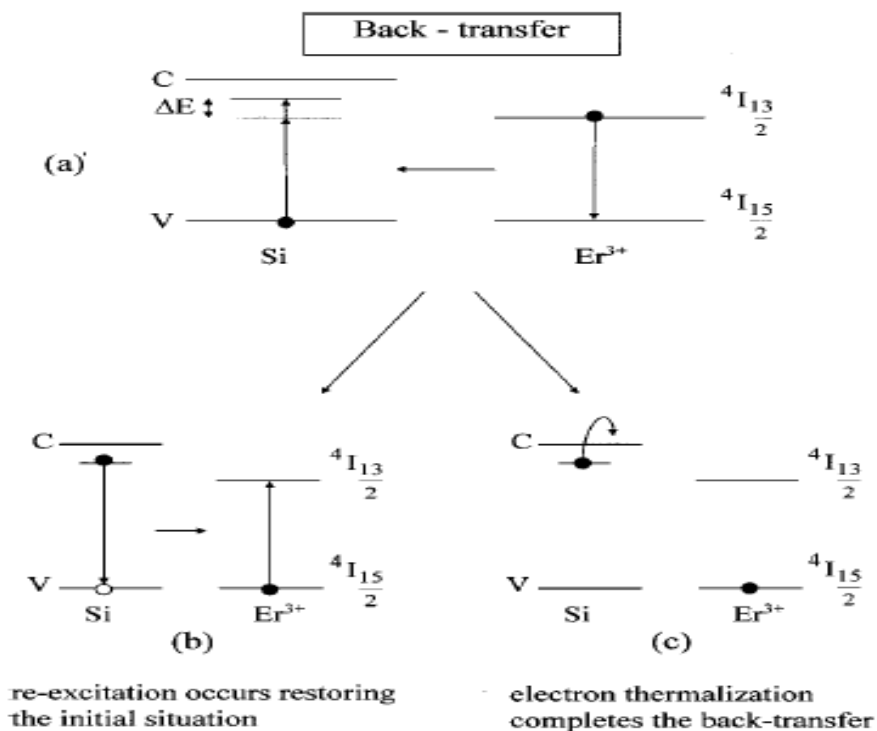 Back - transfer
C
ΔE
⁴I₁₃/₂
(a)'
V
⁴I₁₅/₂
Si
Er³⁺
C
⁴I₁₃/₂
V
⁴I₁₅/₂
Si
Er³⁺
(b)
C
⁴I₁₃/₂
V
⁴I₁₅/₂
Si
Er³⁺
(c)
re-excitation occurs restoring
the initial situation
electron thermalization
completes the back-transfer